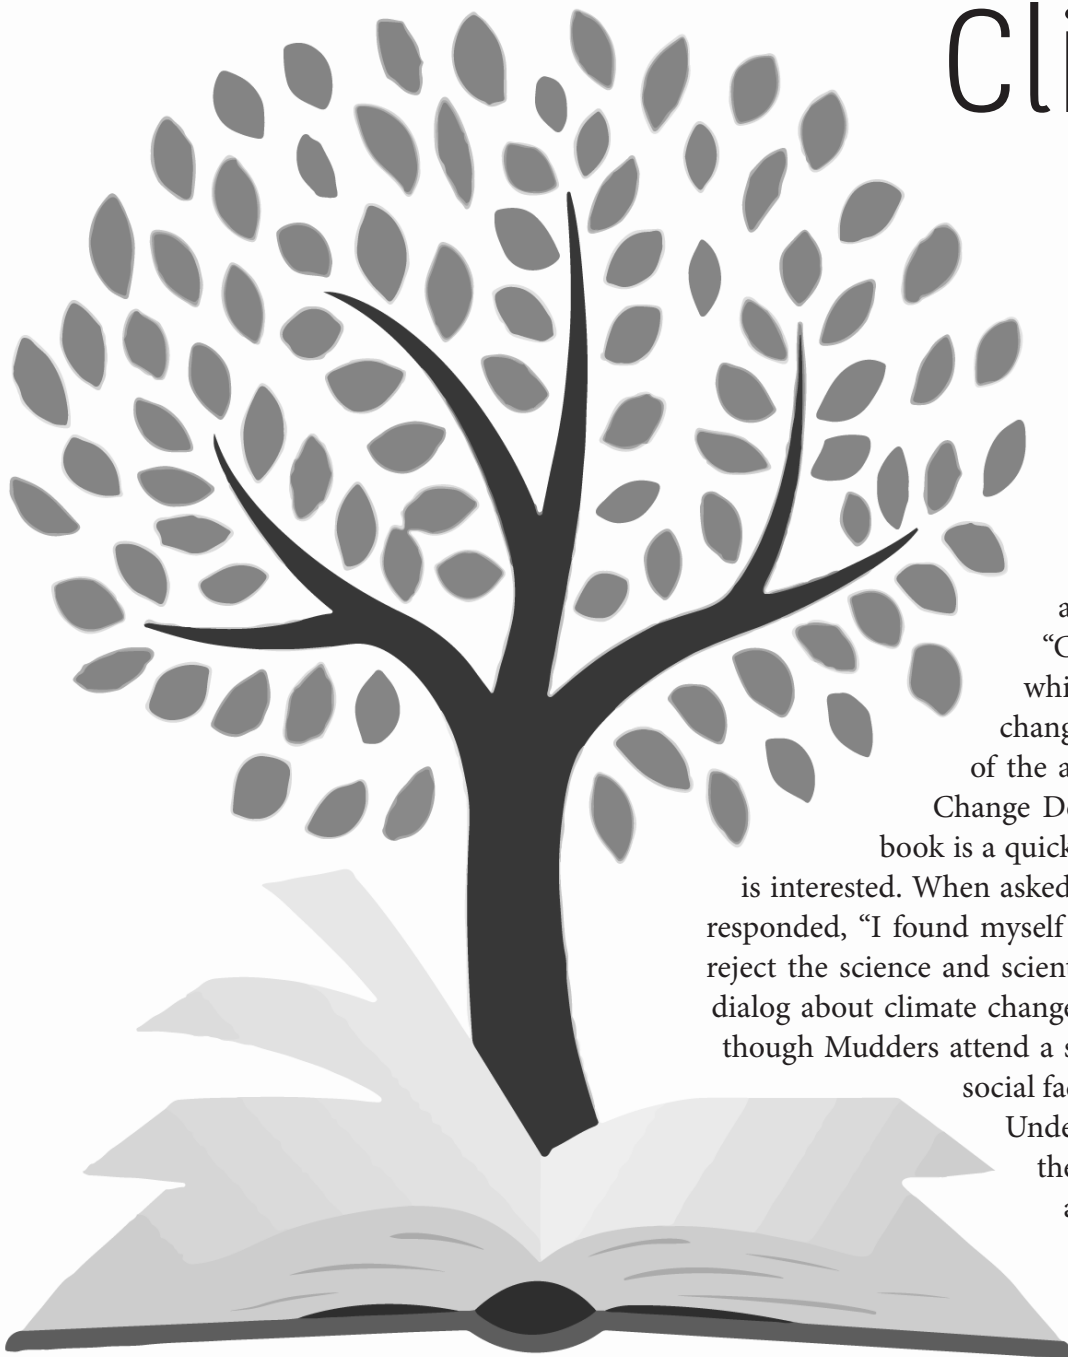 Cli
a
“C
whi
chang
of the a
Change De
book is a quick
is interested. When asked
responded, “I found myself
reject the science and scient
dialog about climate change
though Mudders attend a s
social fac
Unde
the
a